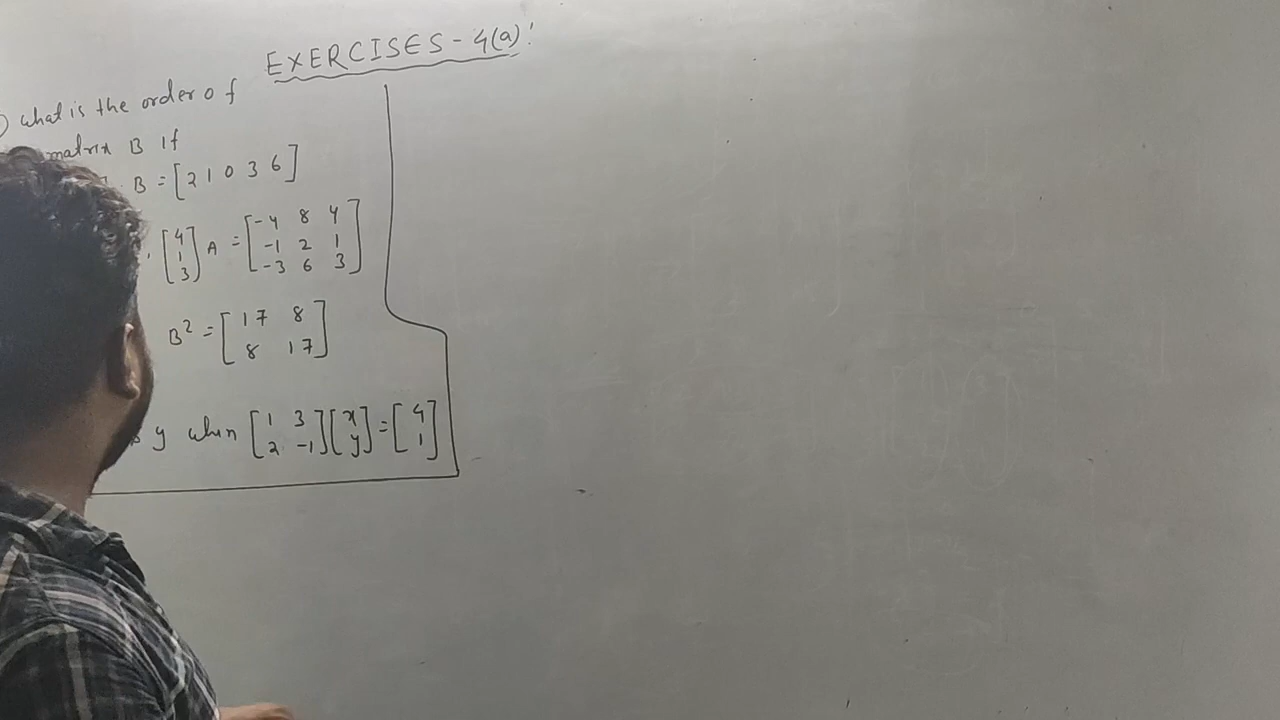 EXERCISES - 4(a)'
) what is the order of
matrix B If
B = [2 1 0 3 6]
[4 1 3] A = [-4 8 4
-1 2 1
-3 6 3]
B² = [17 8
8 17]
y when [1 3
2 -1] [x
y] = [4
1]